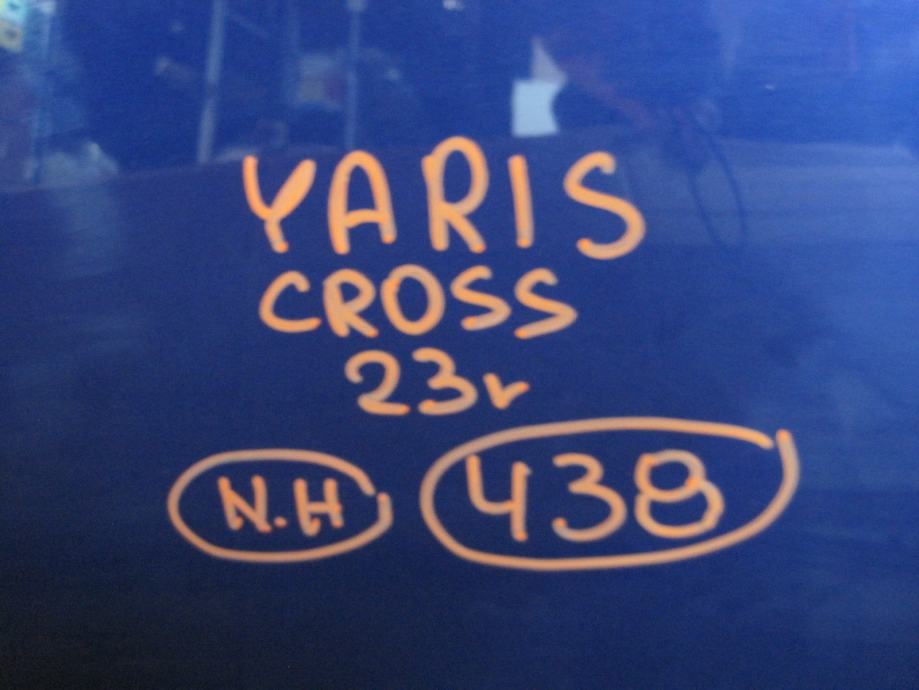 YARIS
CROSS
23r
N.H 438